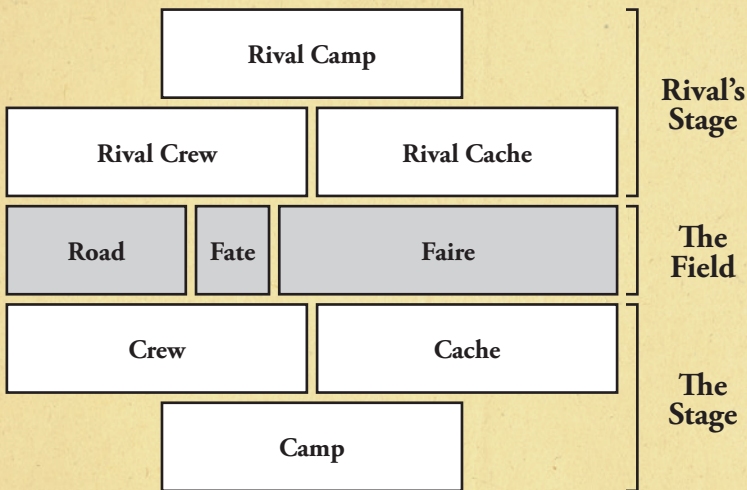 Rival Camp
Rival's
Stage
Rival Crew
Rival Cache
Road
Fate
Faire
The
Field
Crew
Cache
The
Stage
Camp